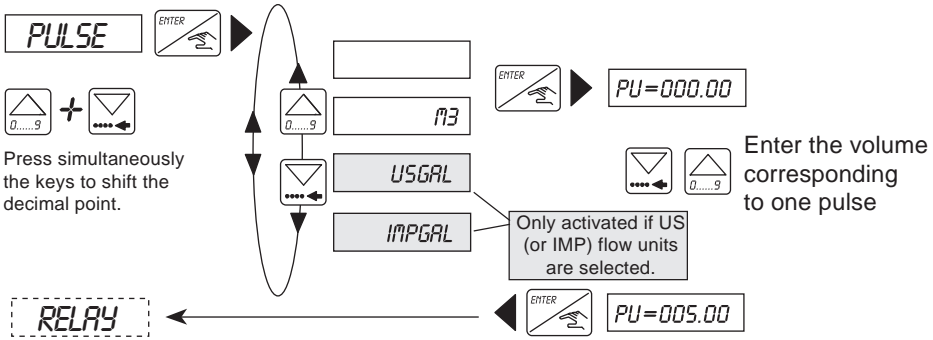 PULSE
ENTER
0......9
Press simultaneously
the keys to shift the
decimal point.
0......9
M3
USGAL
IMPGAL
Only activated if US
(or IMP) flow units
are selected.
ENTER
PU=000.00
0......9
Enter the volume
corresponding
to one pulse
ENTER
PU=005.00
RELAY